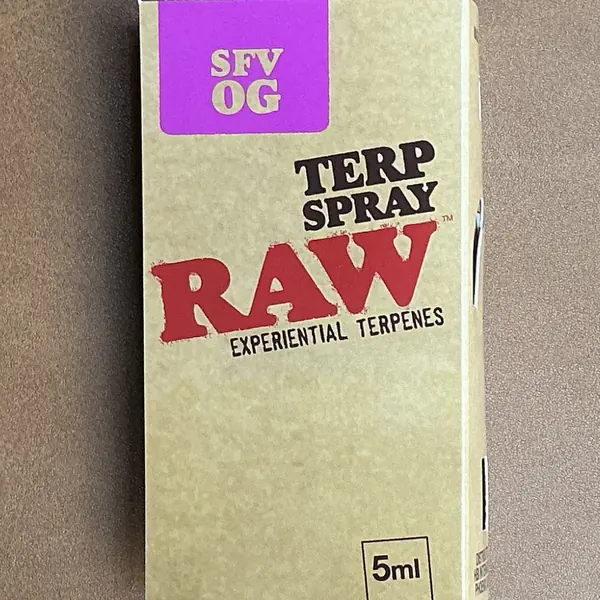 SFV
OG
TERP
SPRAY
RAW™
EXPERIENTIAL TERPENES
5ml